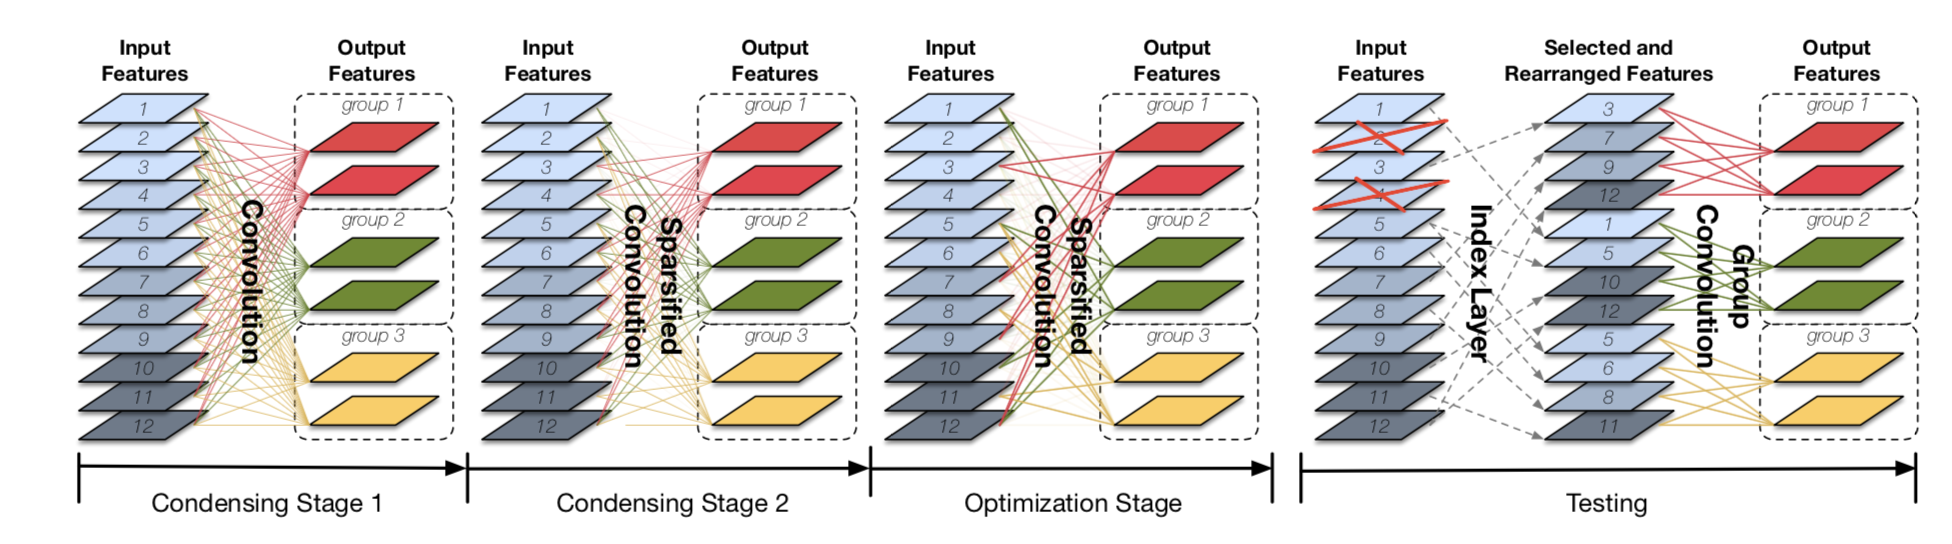 Input
Features
Output
Features
Input
Features
Output
Features
Input
Features
Output
Features
Input
Features
Selected and
Rearranged Features
Output
Features
1
2
3
4
5
6
7
8
9
10
11
12
Convolution
group 1
group 2
group 3
1
2
3
4
5
6
7
8
9
10
11
12
Sparsified
Convolution
group 1
group 2
group 3
1
2
3
4
5
6
7
8
9
10
11
12
Sparsified
Convolution
group 1
group 2
group 3
1
2
3
4
5
6
7
8
9
10
11
12
Index Layer
3
7
9
12
1
5
10
12
5
6
8
11
Group
Convolution
group 1
group 2
group 3
Condensing Stage 1
Condensing Stage 2
Optimization Stage
Testing